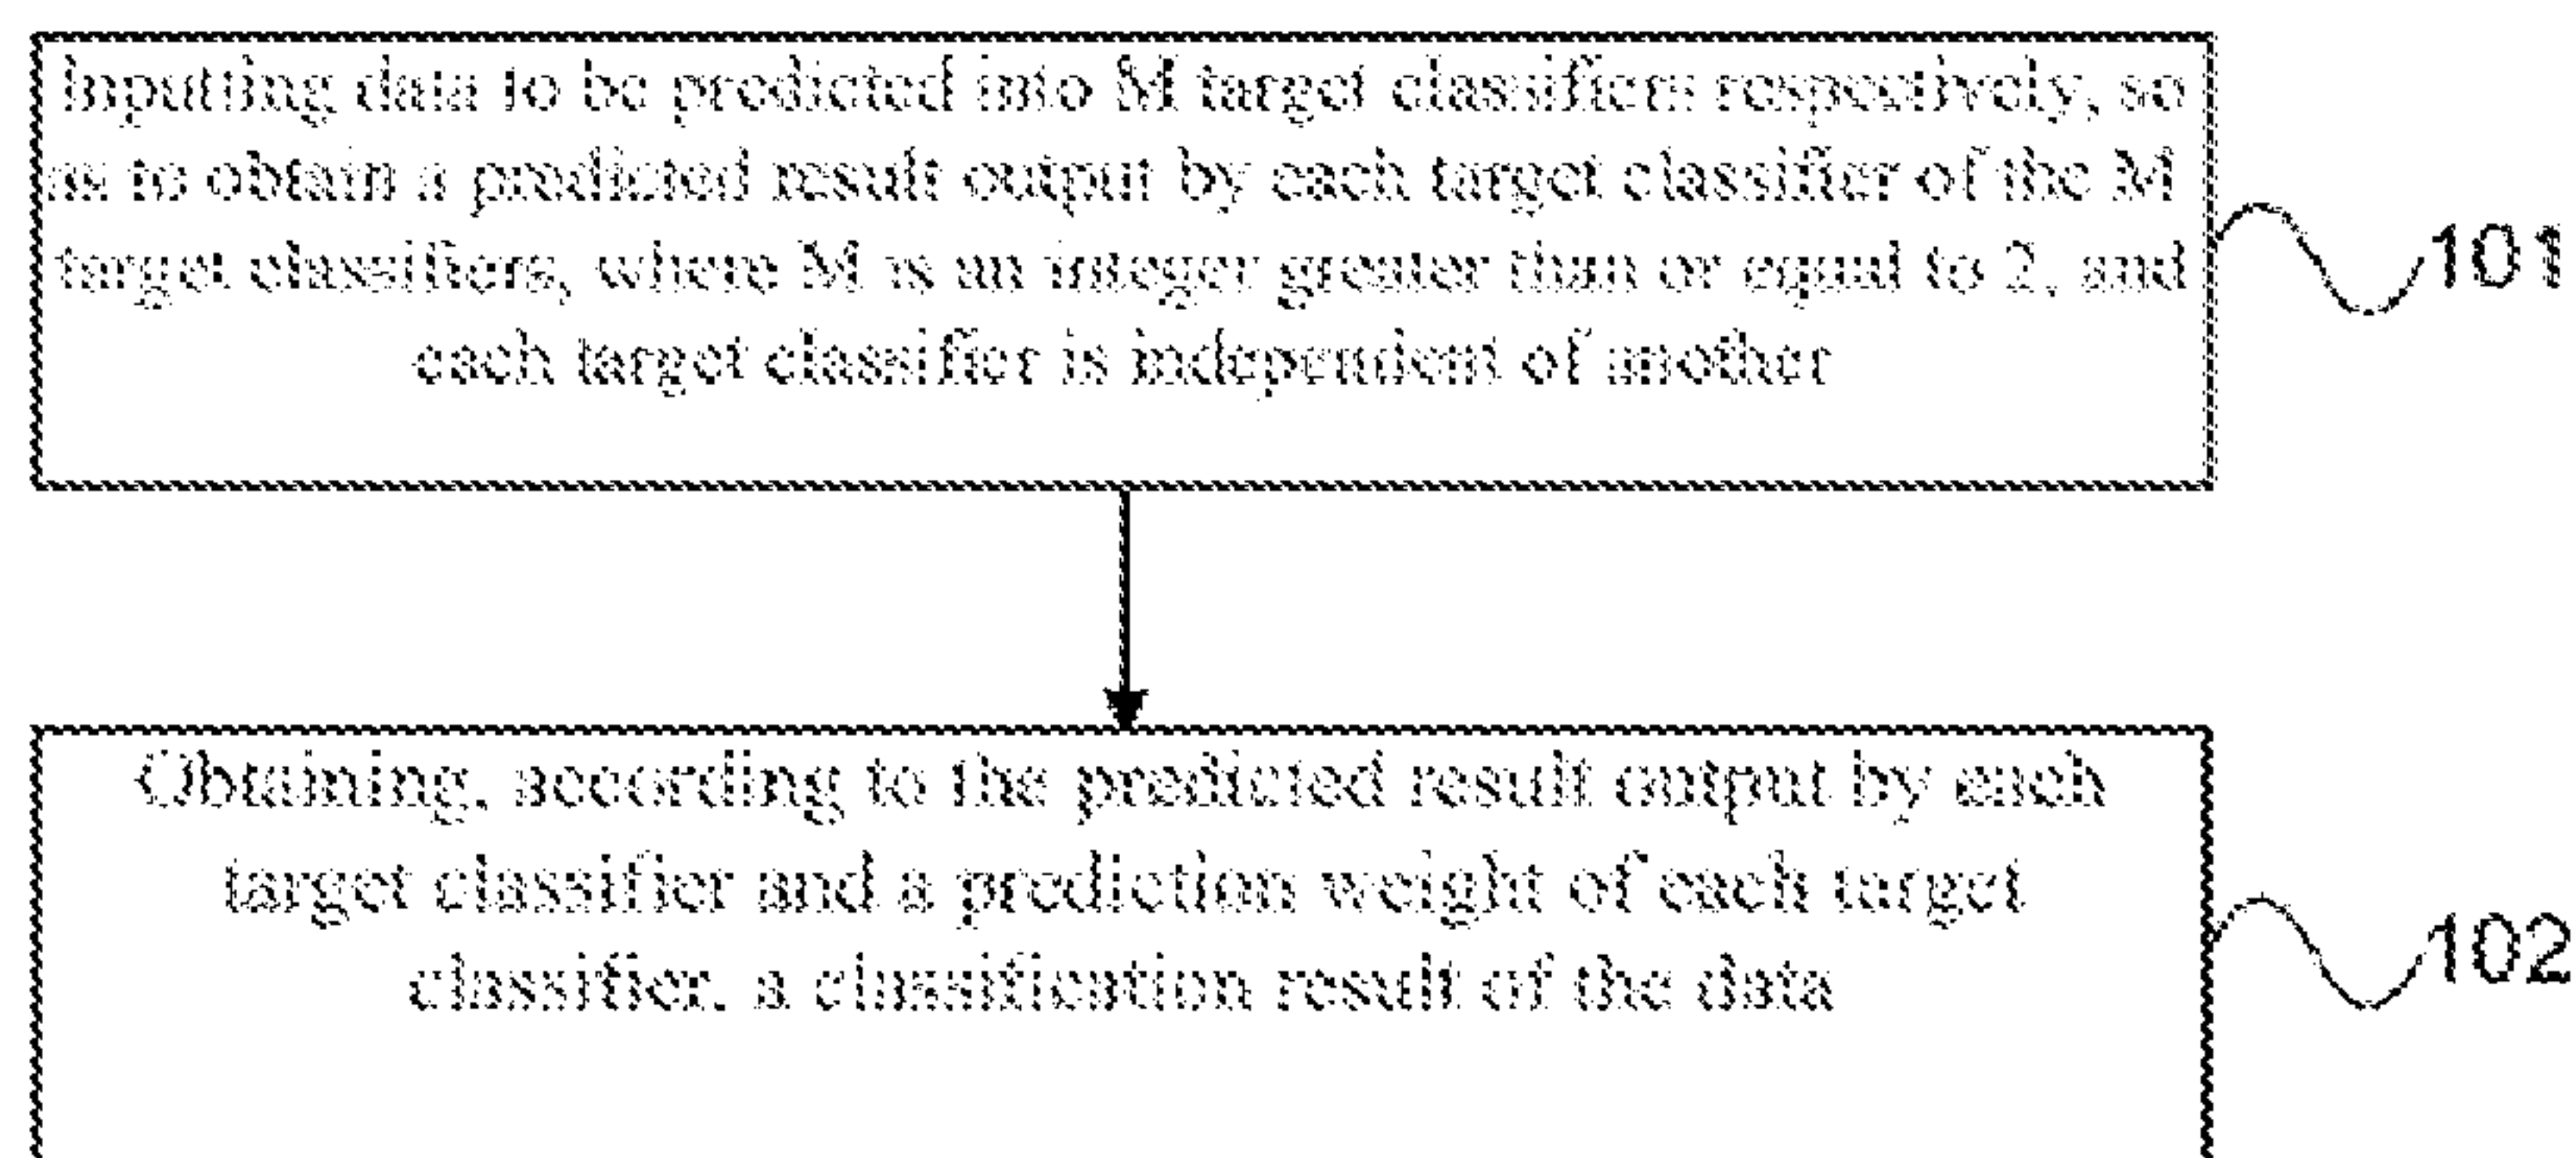 Inputting data to be predicted into M target classifiers respectively, so
as to obtain a predicted result output by each target classifier of the M
target classifiers, where M is an integer greater than or equal to 2, and
each target classifier is independent of another
101
Obtaining, according to the predicted result output by each
target classifier and a prediction weight of each target
classifier, a classification result of the data
102